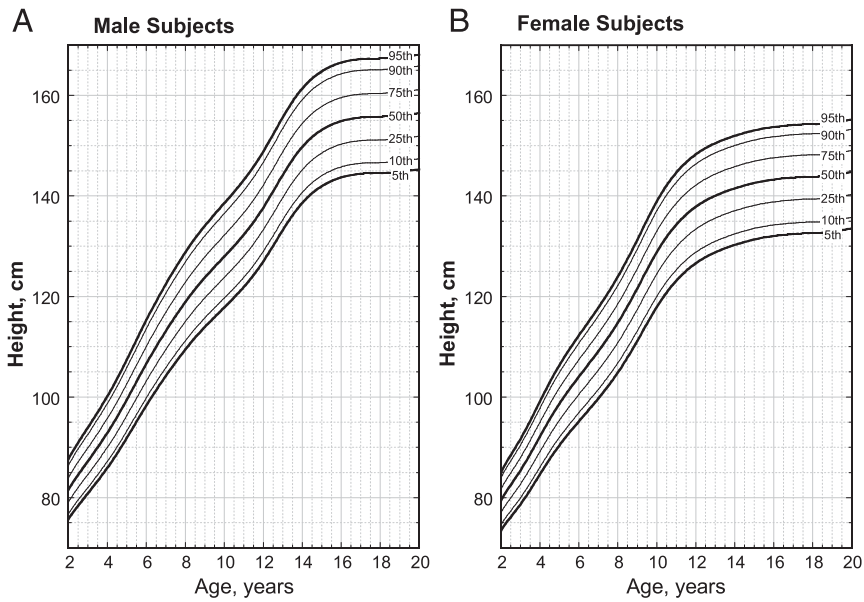 A Male Subjects
Height, cm
160
140
120
100
80
95th
90th
75th
50th
25th
10th
5th
2 4 6 8 10 12 14 16 18 20
Age, years
B Female Subjects
Height, cm
160
140
120
100
80
95th
90th
75th
50th
25th
10th
5th
2 4 6 8 10 12 14 16 18 20
Age, years